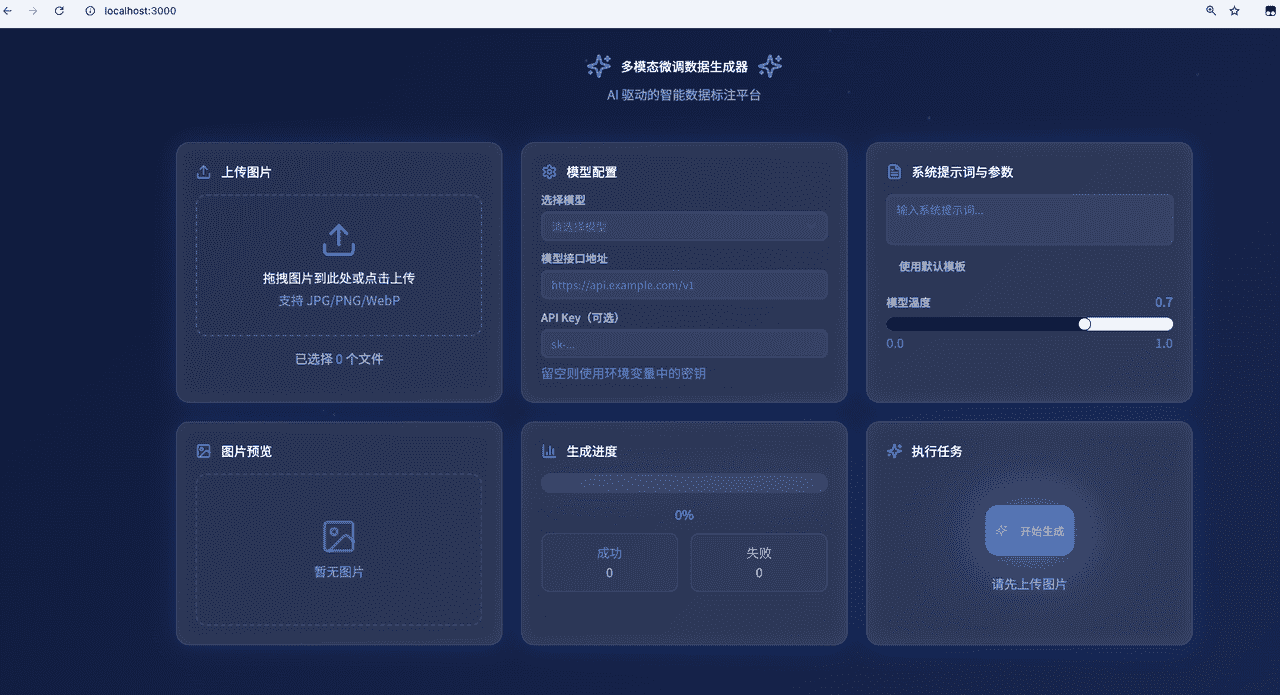 localhost:3000
多模态微调数据生成器
AI 驱动的智能数据标注平台
上传图片
拖拽图片到此处或点击上传
支持 JPG/PNG/WebP
已选择 0 个文件
模型配置
选择模型
请选择模型
模型接口地址
https://api.example.com/v1
API Key（可选）
sk-...
留空则使用环境变量中的密钥
系统提示词与参数
输入系统提示词...
使用默认模板
模型温度
0.7
0.0
1.0
图片预览
暂无图片
生成进度
0%
成功
0
失败
0
执行任务
开始生成
请先上传图片